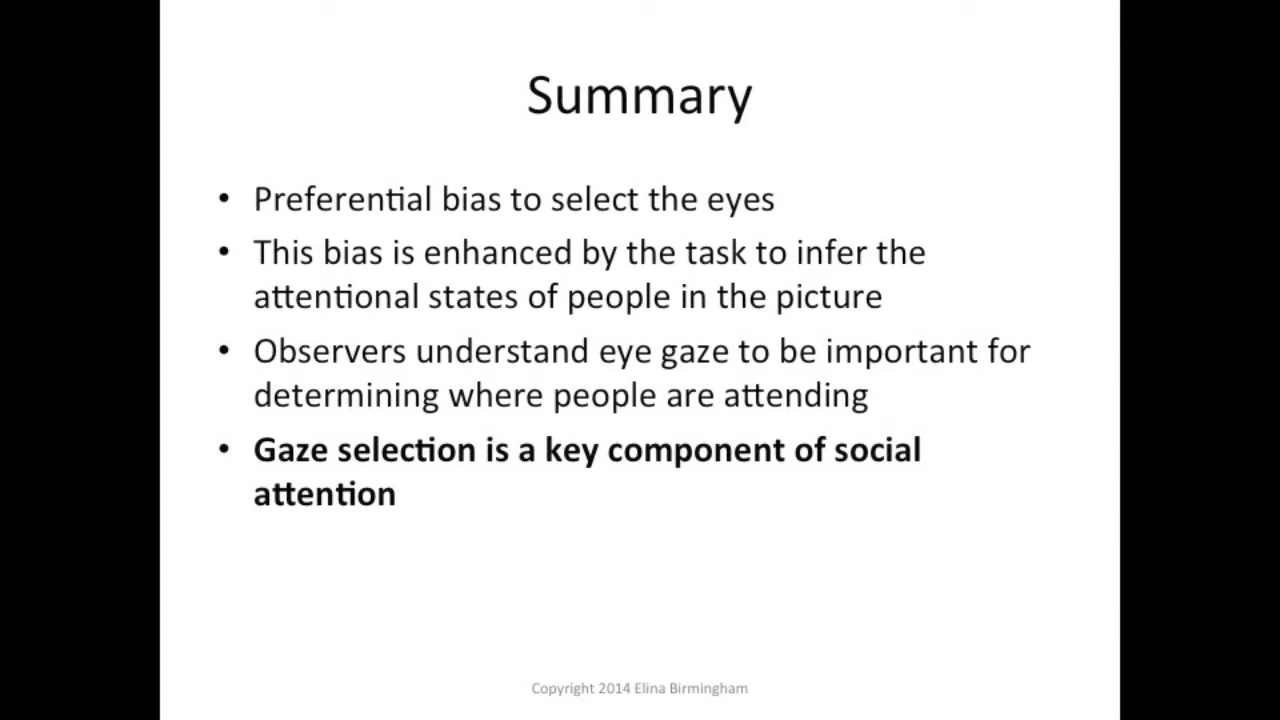 Summary
• Preferential bias to select the eyes
• This bias is enhanced by the task to infer the
attentional states of people in the picture
• Observers understand eye gaze to be important for
determining where people are attending
• Gaze selection is a key component of social
attention
Copyright 2014 Elina Birmingham